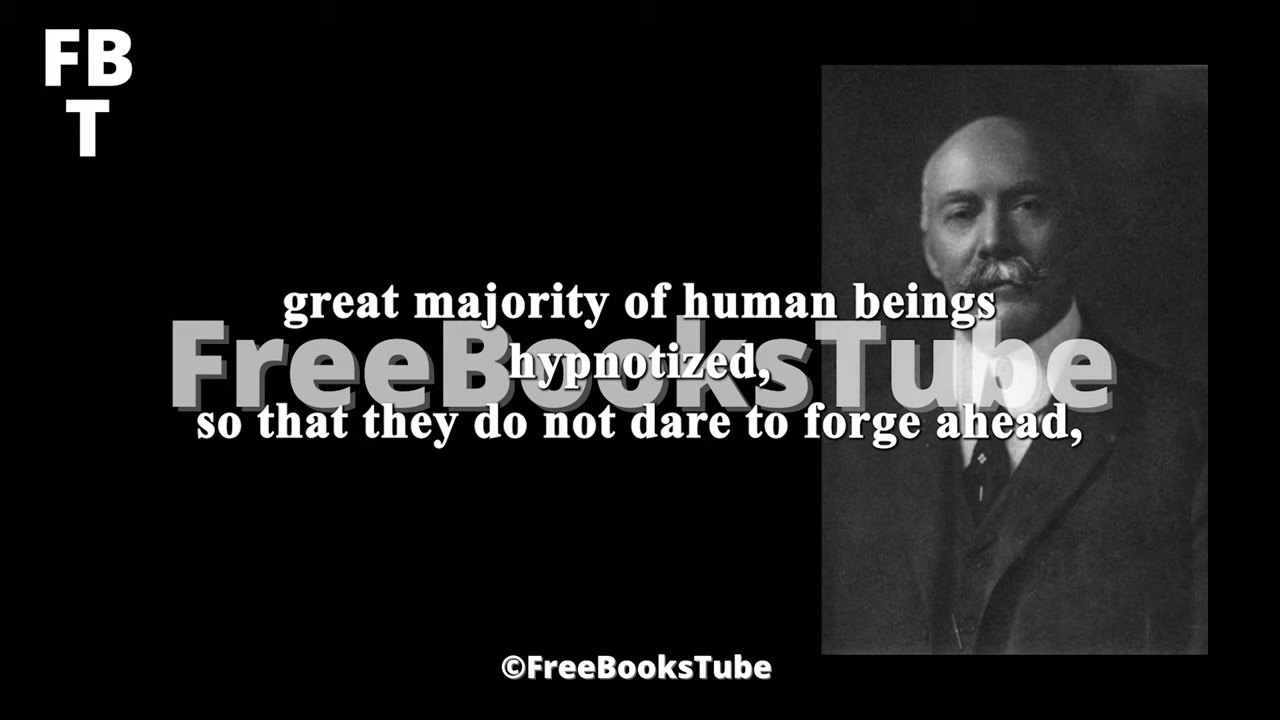 FB
T
great majority of human beings
FreeBooksTube
hypnotized,
so that they do not dare to forge ahead,
©FreeBooksTube